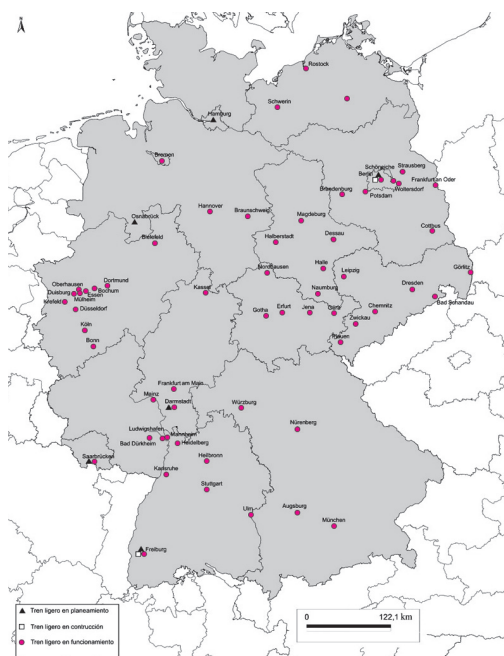 N
Rostock
Schwerin
Hamburg
Bremen
Schöneiche
Strausberg
Berlin
Frankfurt an Oder
Woltersdorf
Brandenburg
Potsdam
Osnabrück
Hannover
Braunschweig
Magdeburg
Bielefeld
Halberstadt
Dessau
Cottbus
Nordhausen
Halle
Leipzig
Görlitz
Oberhausen
Dortmund
Duisburg
Bochum
Essen
Krefeld
Mülheim
Düsseldorf
Kassel
Naumburg
Dresden
Bad Schandau
Gotha
Erfurt
Jena
Gera
Chemnitz
Zwickau
Plauen
Köln
Bonn
Frankfurt am Main
Mainz
Darmstadt
Würzburg
Ludwigshafen
Mannheim
Bad Dürkheim
Heidelberg
Nürenberg
Saarbrücken
Heilbronn
Karlsruhe
Stuttgart
Ulm
Augsburg
München
Freiburg
Tren ligero en planeamiento
Tren ligero en contrucción
Tren ligero en funcionamiento
0 122,1 km